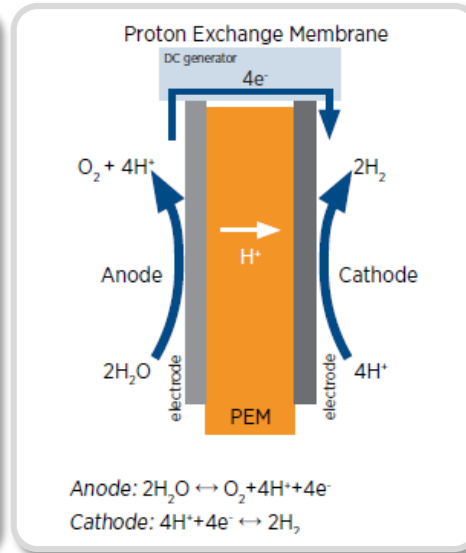 Proton Exchange Membrane
DC generator
4e⁻
O₂ + 4H⁺
2H₂
H⁺
Anode
Cathode
2H₂O
electrode
electrode
4H⁺
PEM
Anode: 2H₂O ↔ O₂+4H⁺+4e⁻
Cathode: 4H⁺+4e⁻ ↔ 2H₂